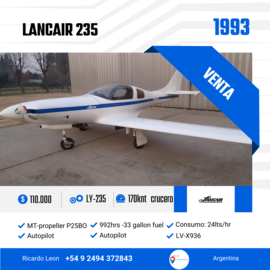 LANCAIR 235
1993
VENTA
110.000
LY-235
170knt crucero
MT-propeller P25BO
992hrs -33 gallon fuel
Consumo: 24lts/hr
Autopilot
Autopilot
LV-X936
Ricardo Leon
+54 9 2494 372843
Argentina